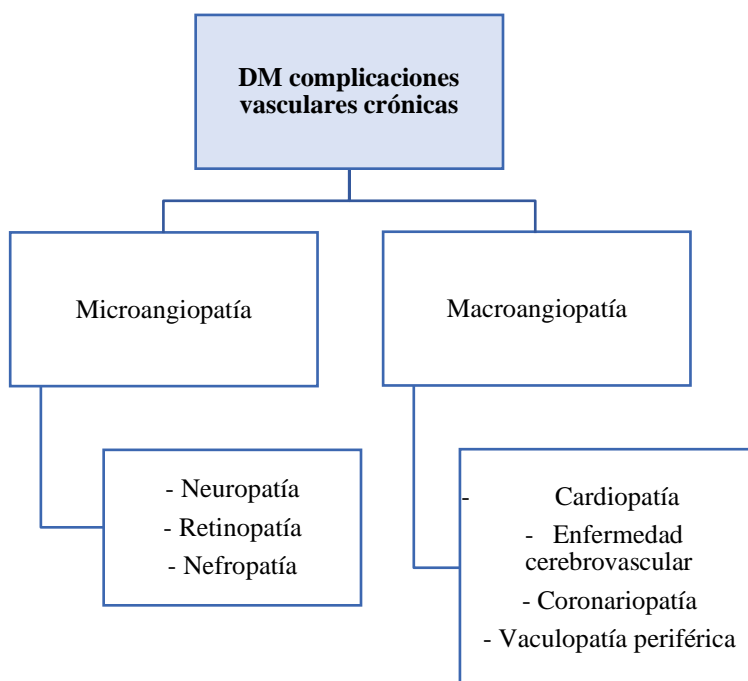 DM complicaciones
vasculares crónicas
Microangiopatía
Macroangiopatía
- Neuropatía
- Retinopatía
- Nefropatía
- Cardiopatía
- Enfermedad
cerebrovascular
- Coronariopatía
- Vaculopatía periférica